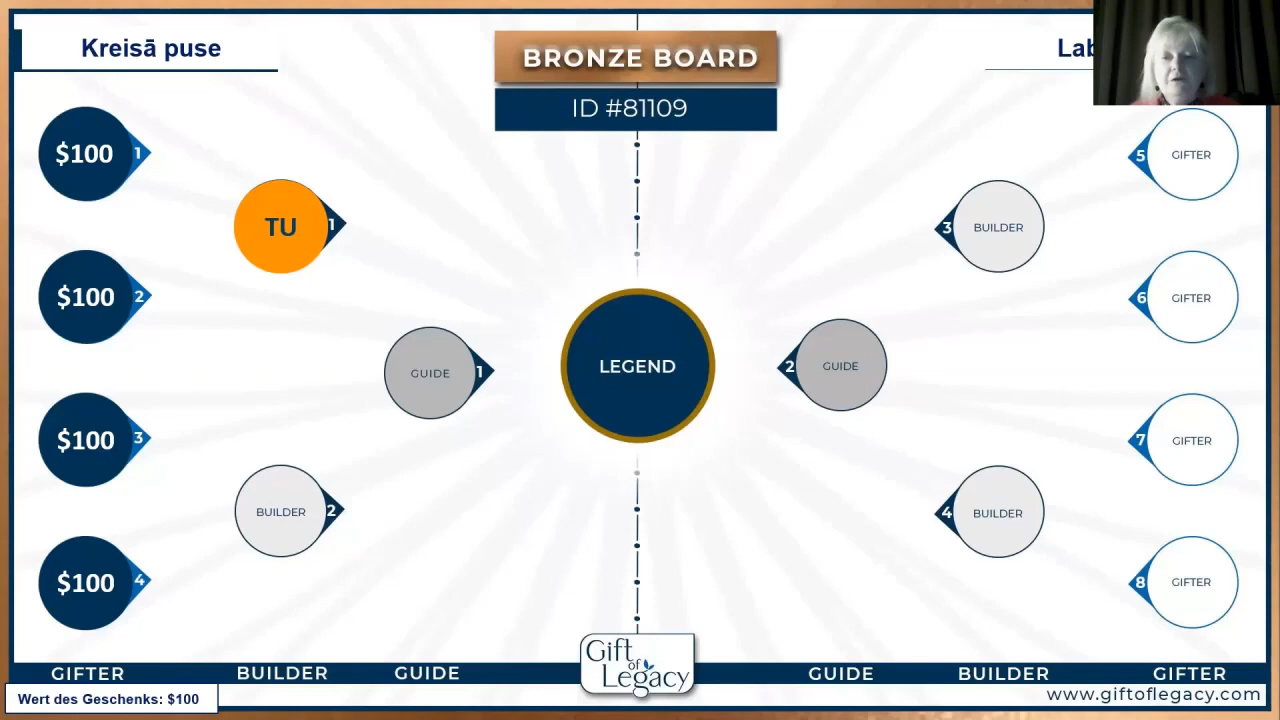 Kreisā puse
BRONZE BOARD
ID #81109
Lab
$100 1
$100 2
$100 3
$100 4
TU 1
BUILDER 2
GUIDE 1
LEGEND
2 GUIDE
3 BUILDER
4 BUILDER
5 GIFTER
6 GIFTER
7 GIFTER
8 GIFTER
GIFTER BUILDER GUIDE
Gift
of
Legacy
GUIDE BUILDER GIFTER
Wert des Geschenks: $100
www.giftoflegacy.com